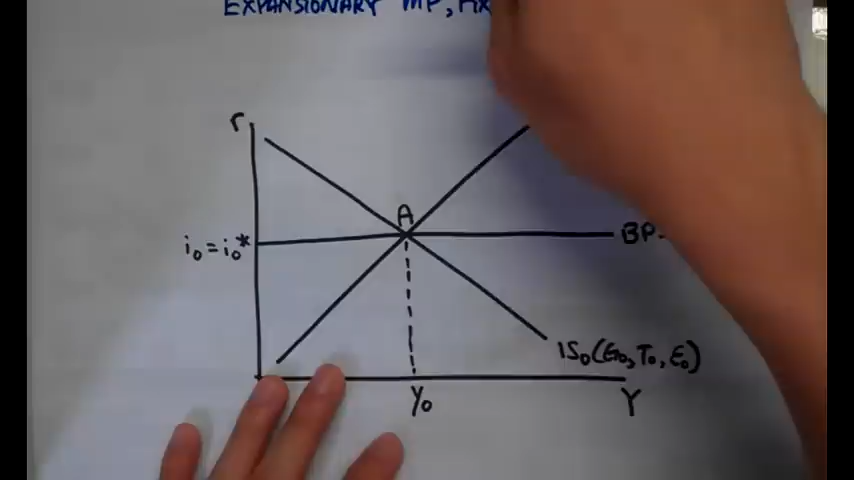 EXPANSIONARY MP,
r
A
i₀ = i₀*
BP
IS₀(G₀, T₀, E₀)
Y₀
Y